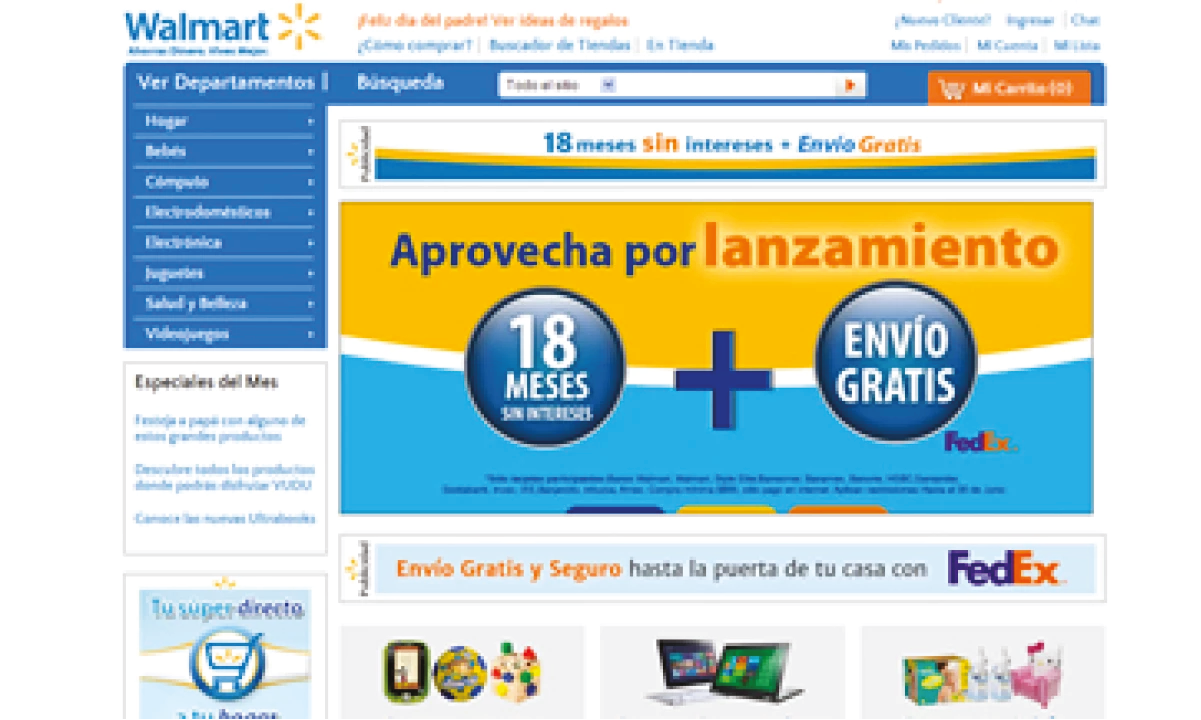 Walmart
Ahorrar Dinero. Vivir Mejor.
¡Feliz día del padre! Ver ideas de regalos
¿Nuevo Cliente? Ingresar | Chat
¿Cómo comprar? | Buscador de Tiendas | En Tienda
Mis Pedidos | Mi Cuenta | Mi Lista
Ver Departamentos |
Búsqueda
Todo el sitio
Mi Carrito (0)
Hogar
Bebés
Cómputo
Electrodomésticos
Electrónica
Juguetes
Salud y Belleza
Videojuegos
Publicidad
18 meses sin intereses + Envío Gratis
Aprovecha por lanzamiento
18
MESES
SIN INTERESES
+
ENVÍO
GRATIS
FedEx
Especiales del Mes
Festeja a papá con alguno de
estos grandes productos
Descubre todos los productos
donde podrás disfrutar VUDU
Conoce las nuevas Ultrabooks
Publicidad
Envío Gratis y Seguro hasta la puerta de tu casa con FedEx
Tu súper directo
a tu hogar